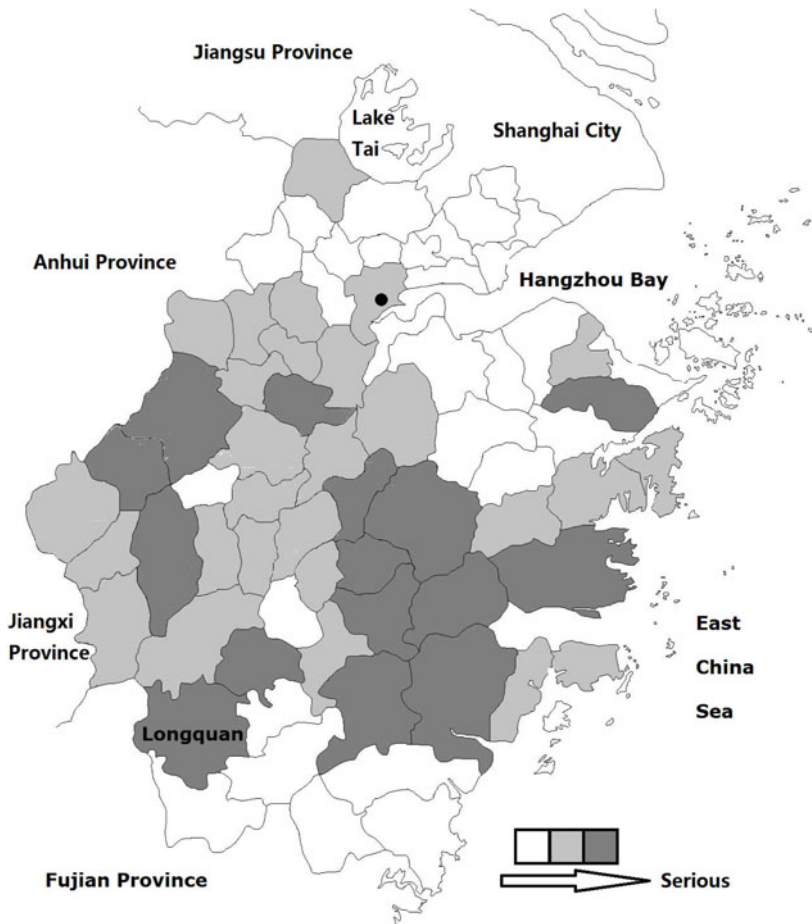 Jiangsu Province
Lake
Tai
Shanghai City
Anhui Province
Hangzhou Bay
Jiangxi
Province
East
China
Sea
Longquan
Fujian Province
Serious